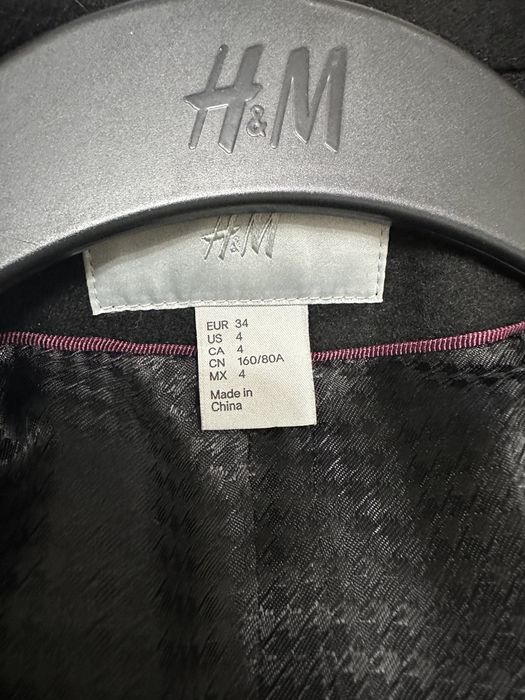 H&M
H&M
EUR 34
US 4
CA 4
CN 160/80A
MX 4
Made in
China